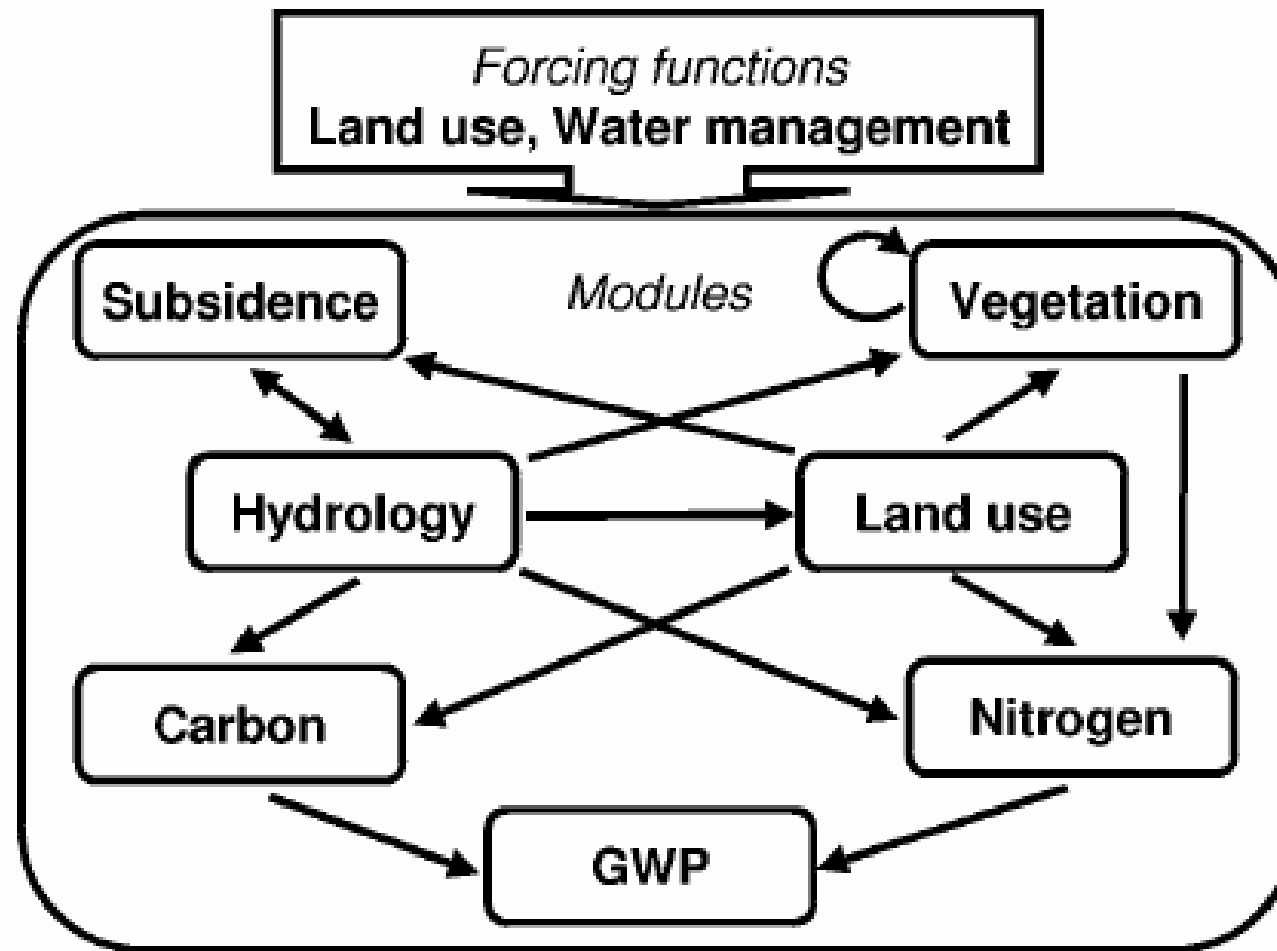 Forcing functions
Land use, Water management
Subsidence
Modules
Vegetation
Hydrology
Land use
Carbon
Nitrogen
GWP